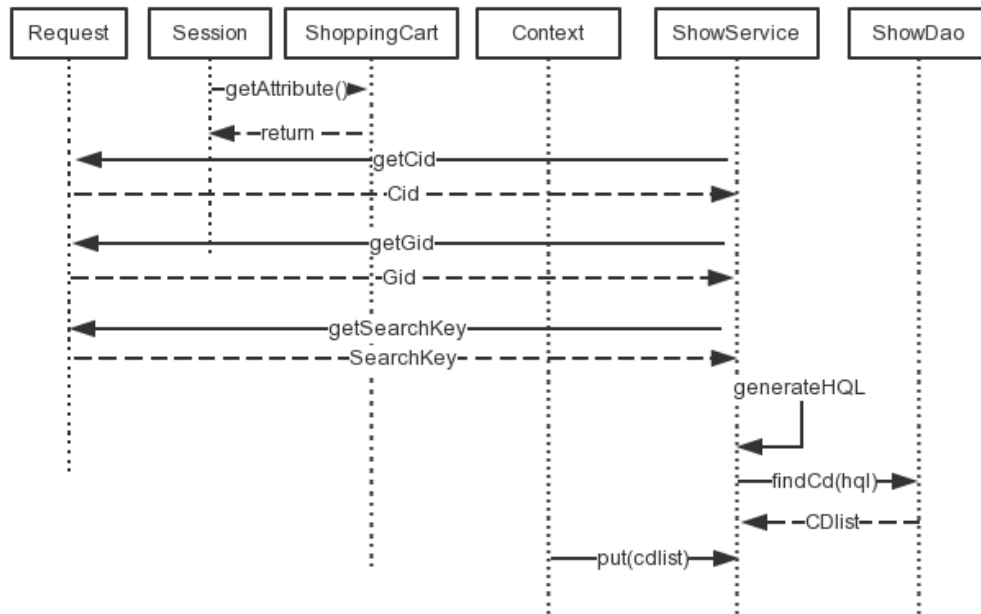 Request
Session
ShoppingCart
Context
ShowService
ShowDao
getAttribute()
return
getCid
Cid
getGid
Gid
getSearchKey
SearchKey
generateHQL
findCd(hql)
CDlist
put(cdlist)